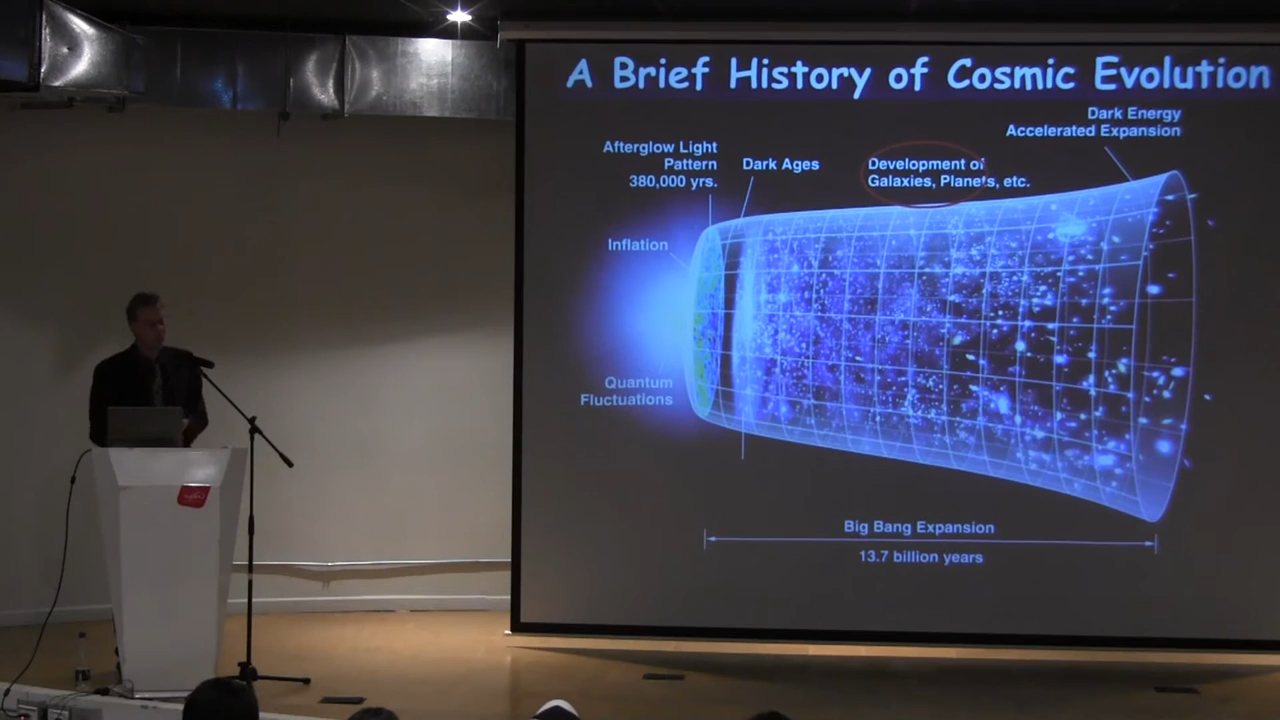 A Brief History of Cosmic Evolution
Dark Energy
Accelerated Expansion
Afterglow Light
Pattern
380,000 yrs.
Dark Ages
Development of
Galaxies, Planets, etc.
Inflation
Quantum
Fluctuations
Big Bang Expansion
13.7 billion years